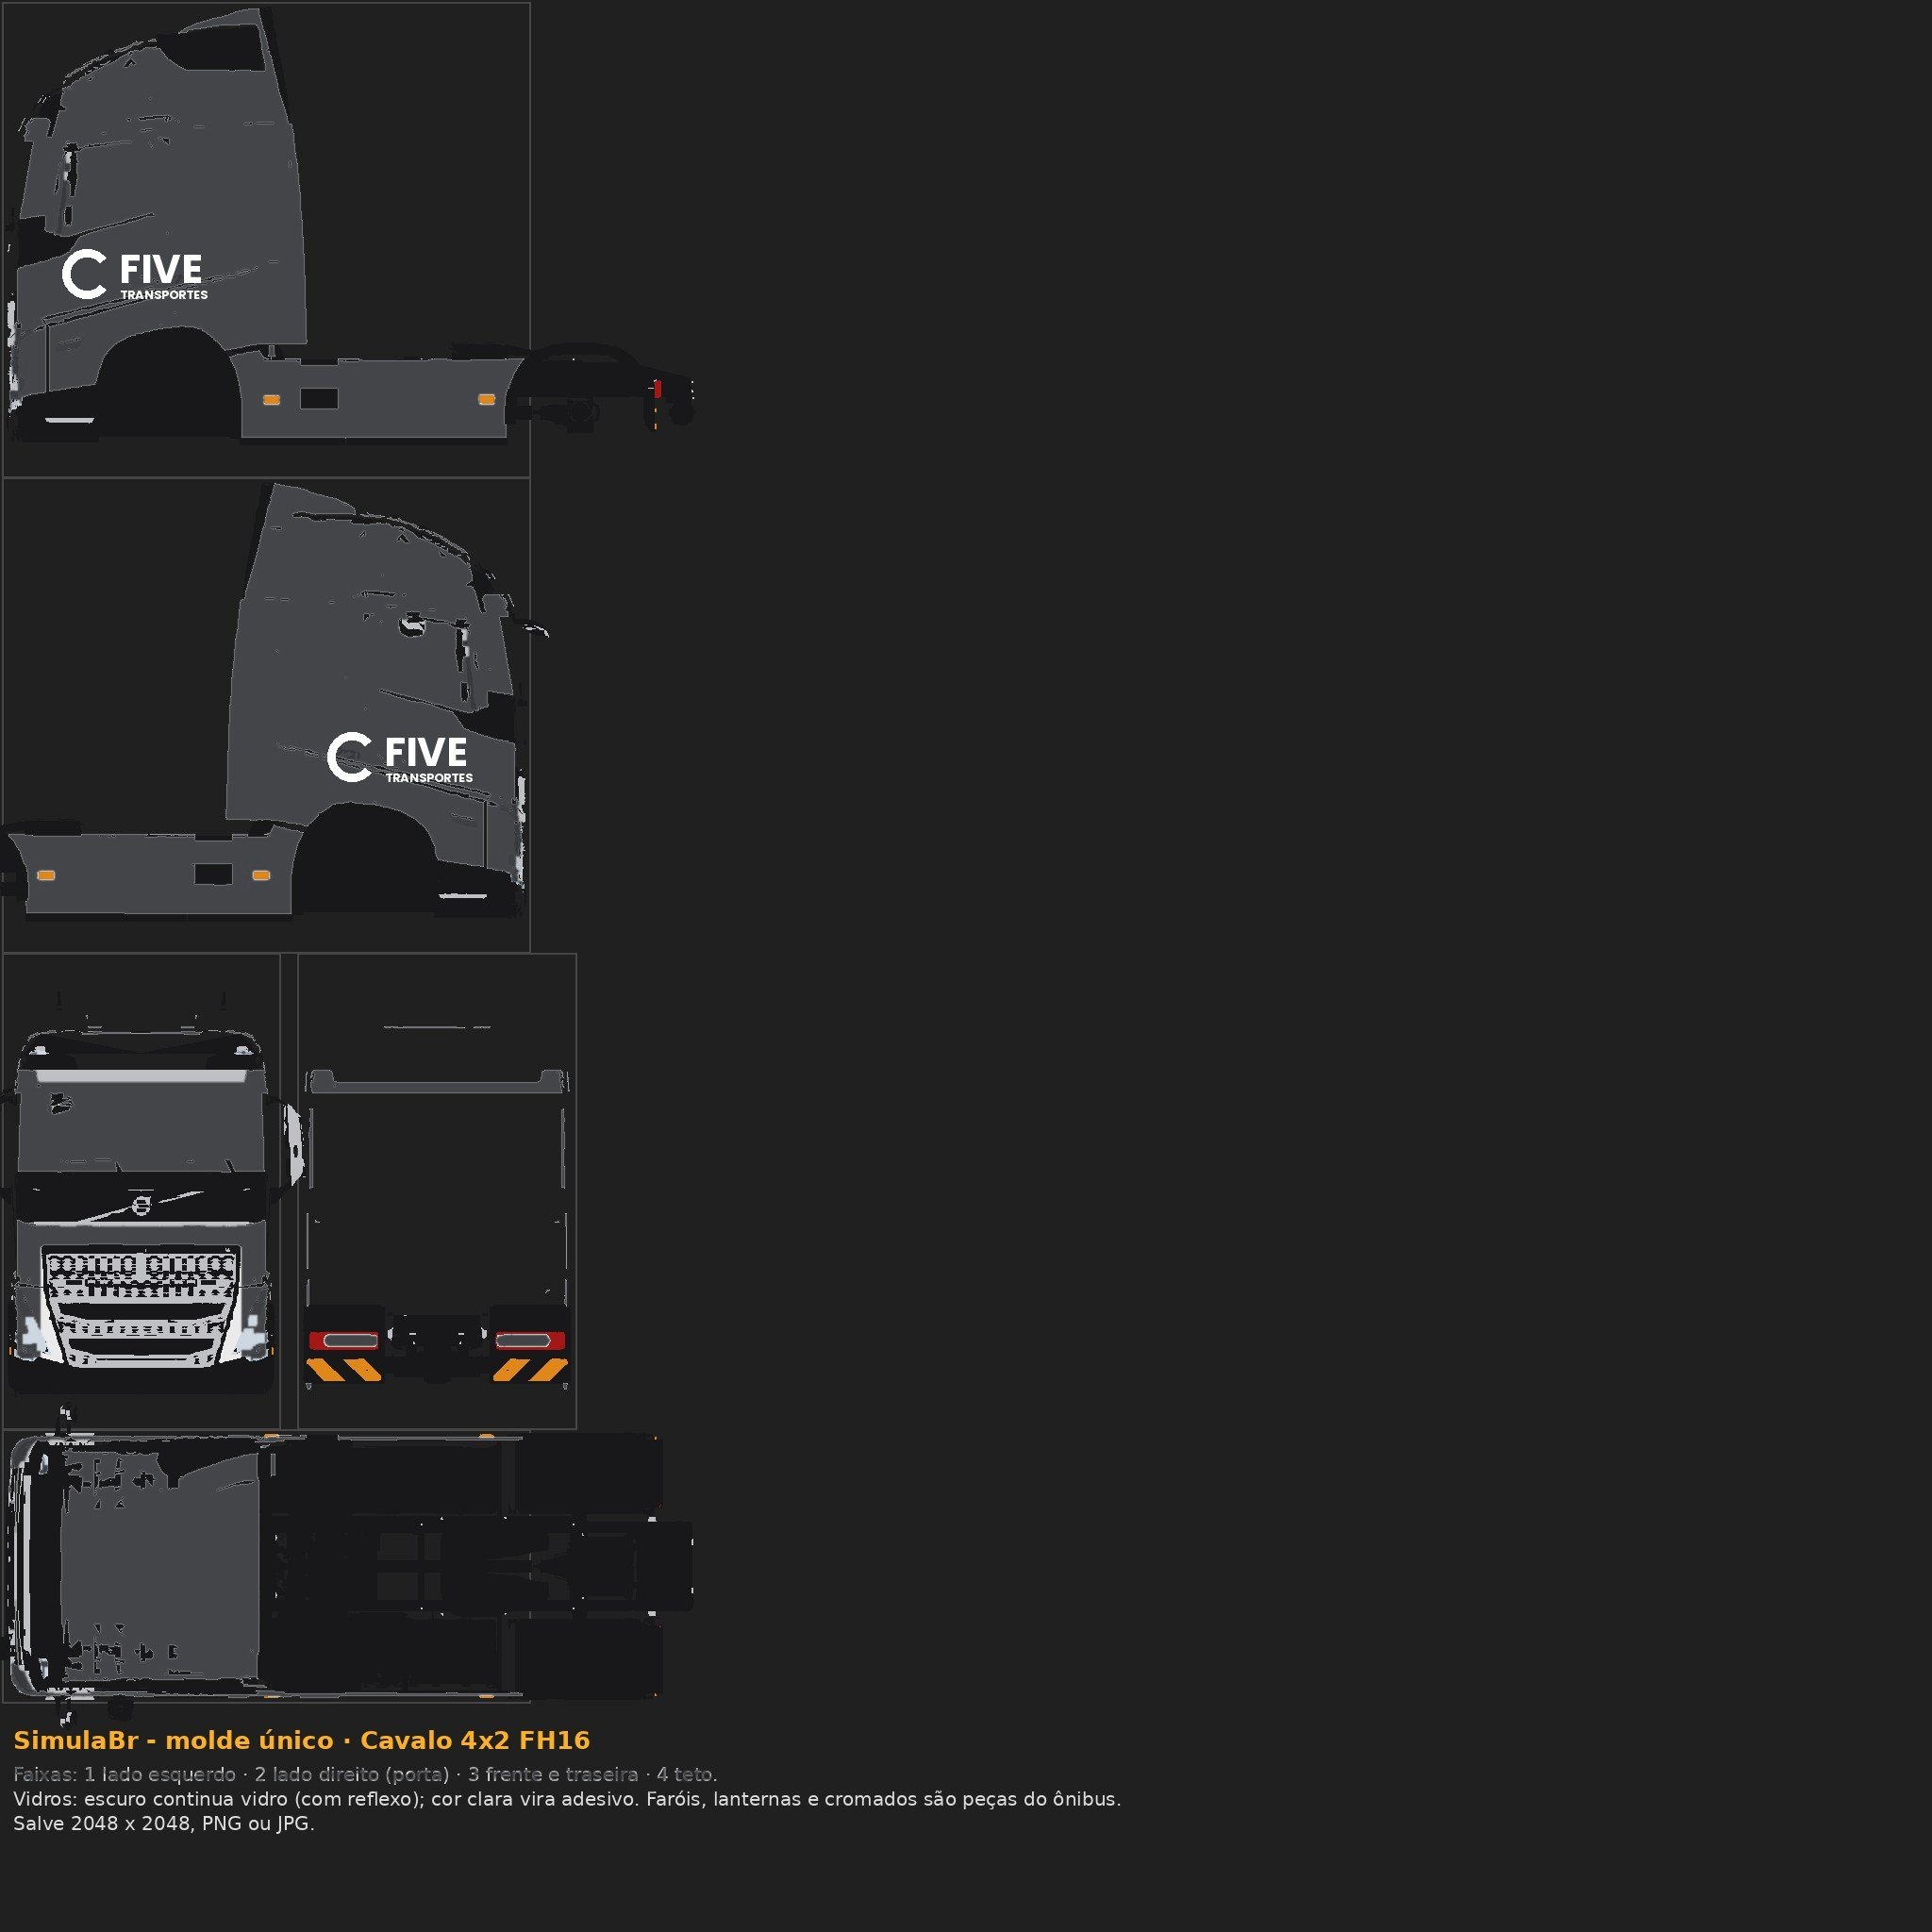 FIVE
TRANSPORTES
FIVE
TRANSPORTES
SimulaBr - molde único · Cavalo 4x2 FH16
Faixas: 1 lado esquerdo · 2 lado direito (porta) · 3 frente e traseira · 4 teto.
Vidros: escuro continua vidro (com reflexo); cor clara vira adesivo. Faróis, lanternas e cromados são peças do ônibus.
Salve 2048 x 2048, PNG ou JPG.